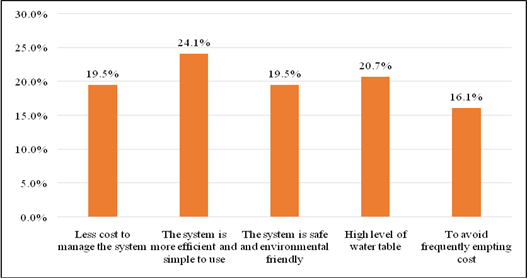 30.0%
25.0%
20.0%
15.0%
10.0%
5.0%
0.0%
19.5%
24.1%
19.5%
20.7%
16.1%
Less cost to
manage the system
The system is
more efficient and
simple to use
The system is safe
and environmental
friendly
High level of
water table
To avoid
frequently empting
cost